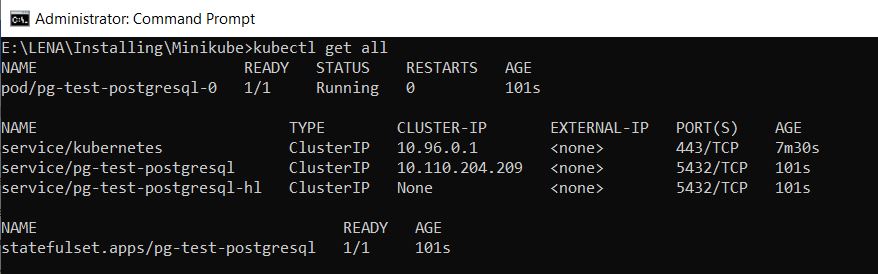 Administrator: Command Prompt
E:\LENA\Installing\Minikube>kubectl get all
NAME                      READY   STATUS    RESTARTS   AGE
pod/pg-test-postgresql-0   1/1     Running   0          101s
NAME                            TYPE        CLUSTER-IP       EXTERNAL-IP   PORT(S)    AGE
service/kubernetes              ClusterIP   10.96.0.1        <none>        443/TCP    7m30s
service/pg-test-postgresql      ClusterIP   10.110.204.209   <none>        5432/TCP   101s
service/pg-test-postgresql-hl   ClusterIP   None             <none>        5432/TCP   101s
NAME                                  READY   AGE
statefulset.apps/pg-test-postgresql   1/1     101s